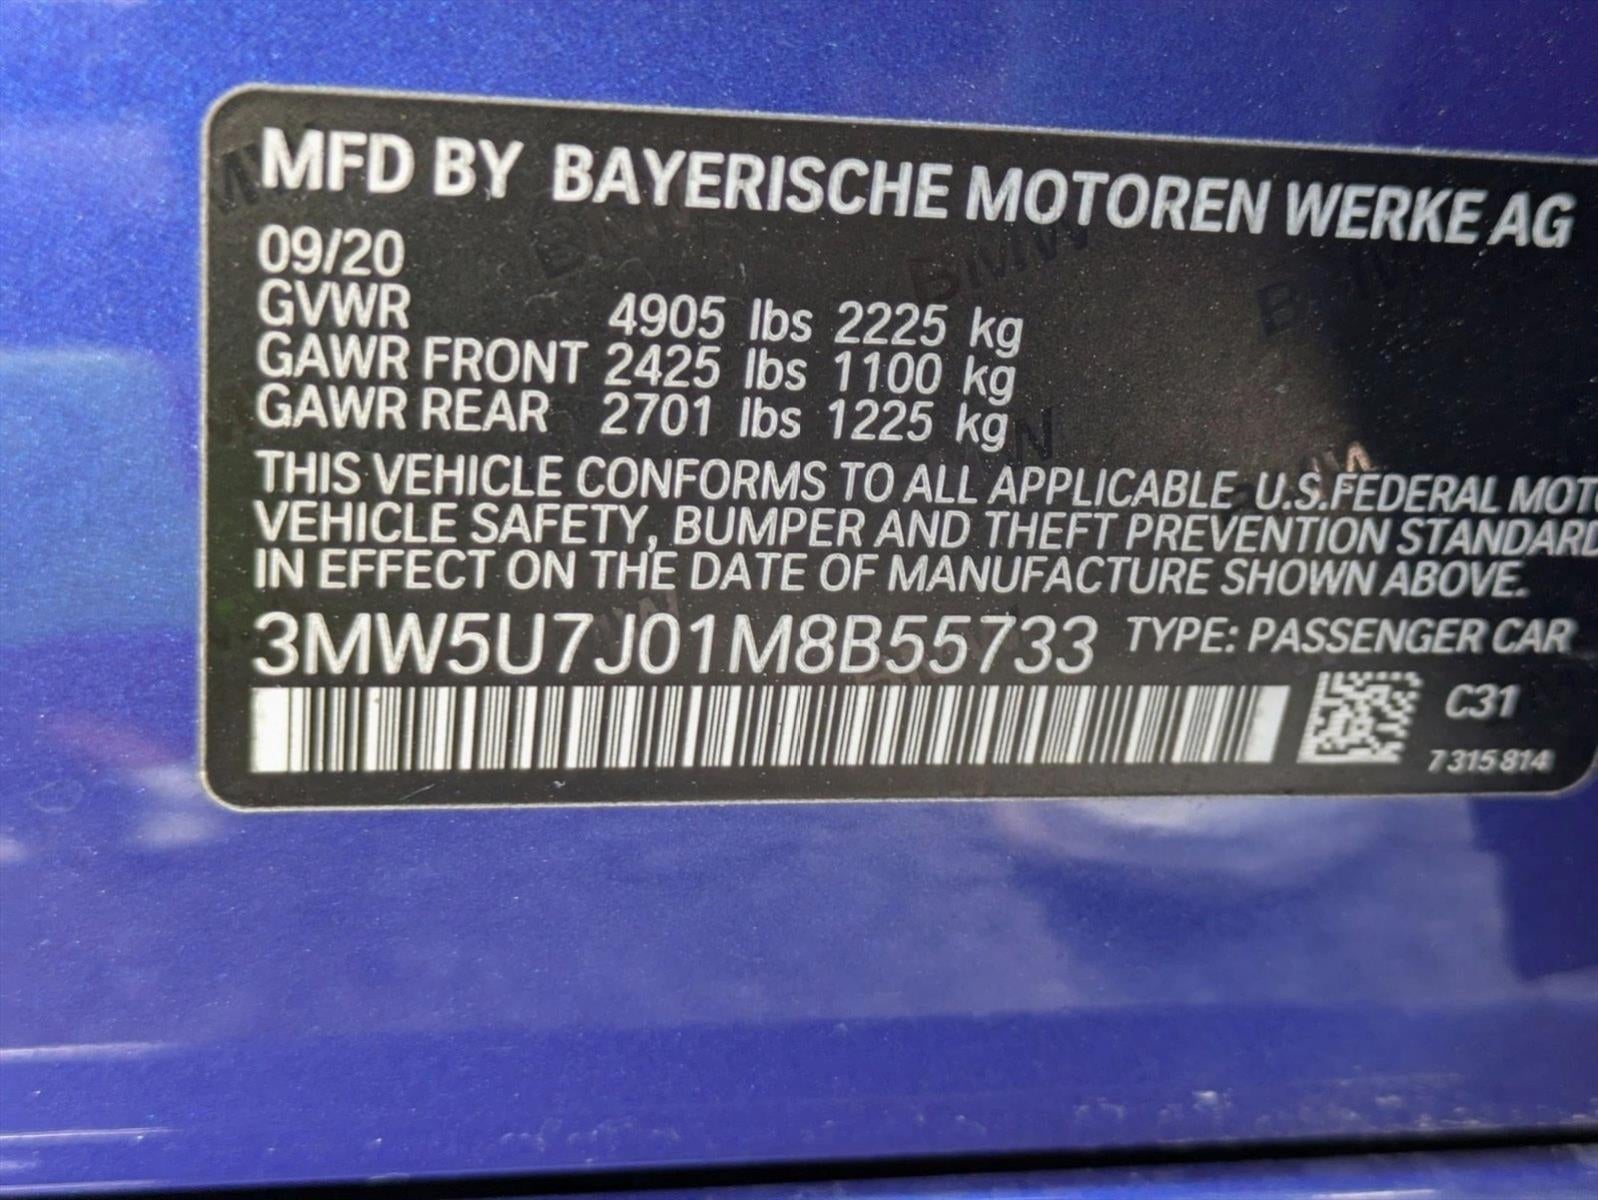 MFD BY BAYERISCHE MOTOREN WERKE AG
09/20
GVWR 4905 lbs 2225 kg
GAWR FRONT 2425 lbs 1100 kg
GAWR REAR 2701 lbs 1225 kg
THIS VEHICLE CONFORMS TO ALL APPLICABLE U.S.FEDERAL MOT
VEHICLE SAFETY, BUMPER AND THEFT PREVENTION STANDARD
IN EFFECT ON THE DATE OF MANUFACTURE SHOWN ABOVE.
3MW5U7J01M8B55733 TYPE: PASSENGER CAR
C31
7 315 814